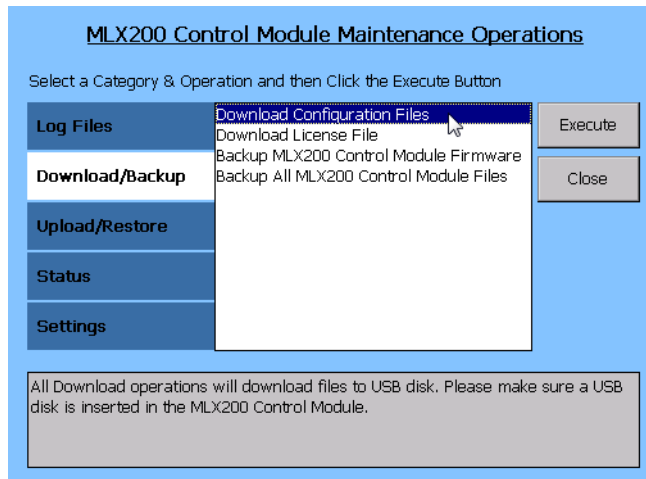 MLX200 Control Module Maintenance Operations
Select a Category & Operation and then Click the Execute Button
Log Files
Download/Backup
Upload/Restore
Status
Settings
Download Configuration Files
Download License File
Backup MLX200 Control Module Firmware
Backup All MLX200 Control Module Files
Execute
Close
All Download operations will download files to USB disk. Please make sure a USB
disk is inserted in the MLX200 Control Module.